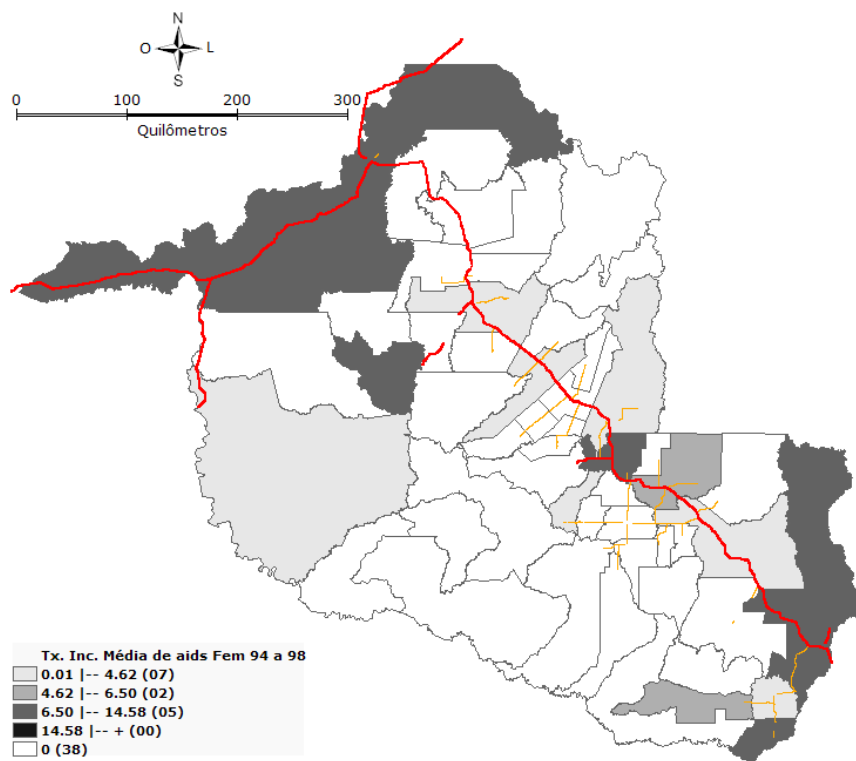 N
O L
S
0 100 200 300
Quilômetros
Tx. Inc. Média de aids Fem 94 a 98
0.01 |-- 4.62 (07)
4.62 |-- 6.50 (02)
6.50 |-- 14.58 (05)
14.58 |-- + (00)
0 (38)